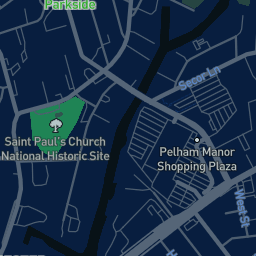 Parkside
Secor Ln
Saint Paul's Church
National Historic Site
Pelham Manor
Shopping Plaza
West St